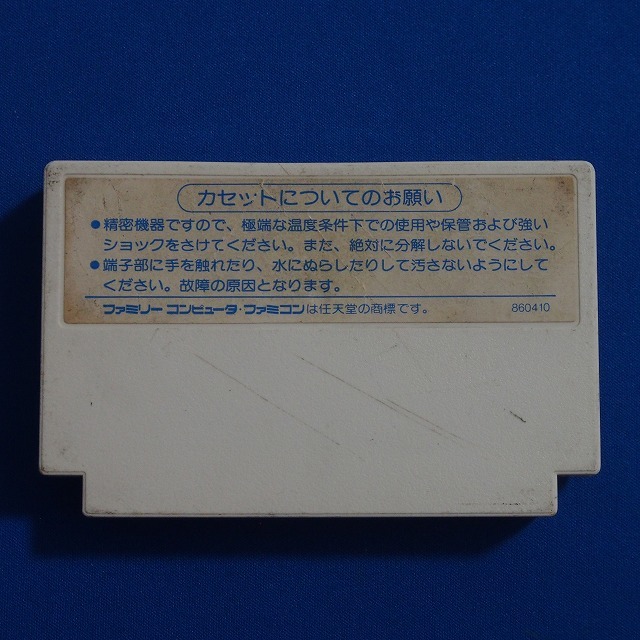 カセットについてのお願い
●精密機器ですので、極端な温度条件下での使用や保管および強い
ショックをさけてください。また、絶対に分解しないでください。
●端子部に手を触れたり、水にぬらしたりして汚さないようにして
ください。故障の原因となります。
ファミリーコンピュータ・ファミコンは任天堂の商標です。 860410